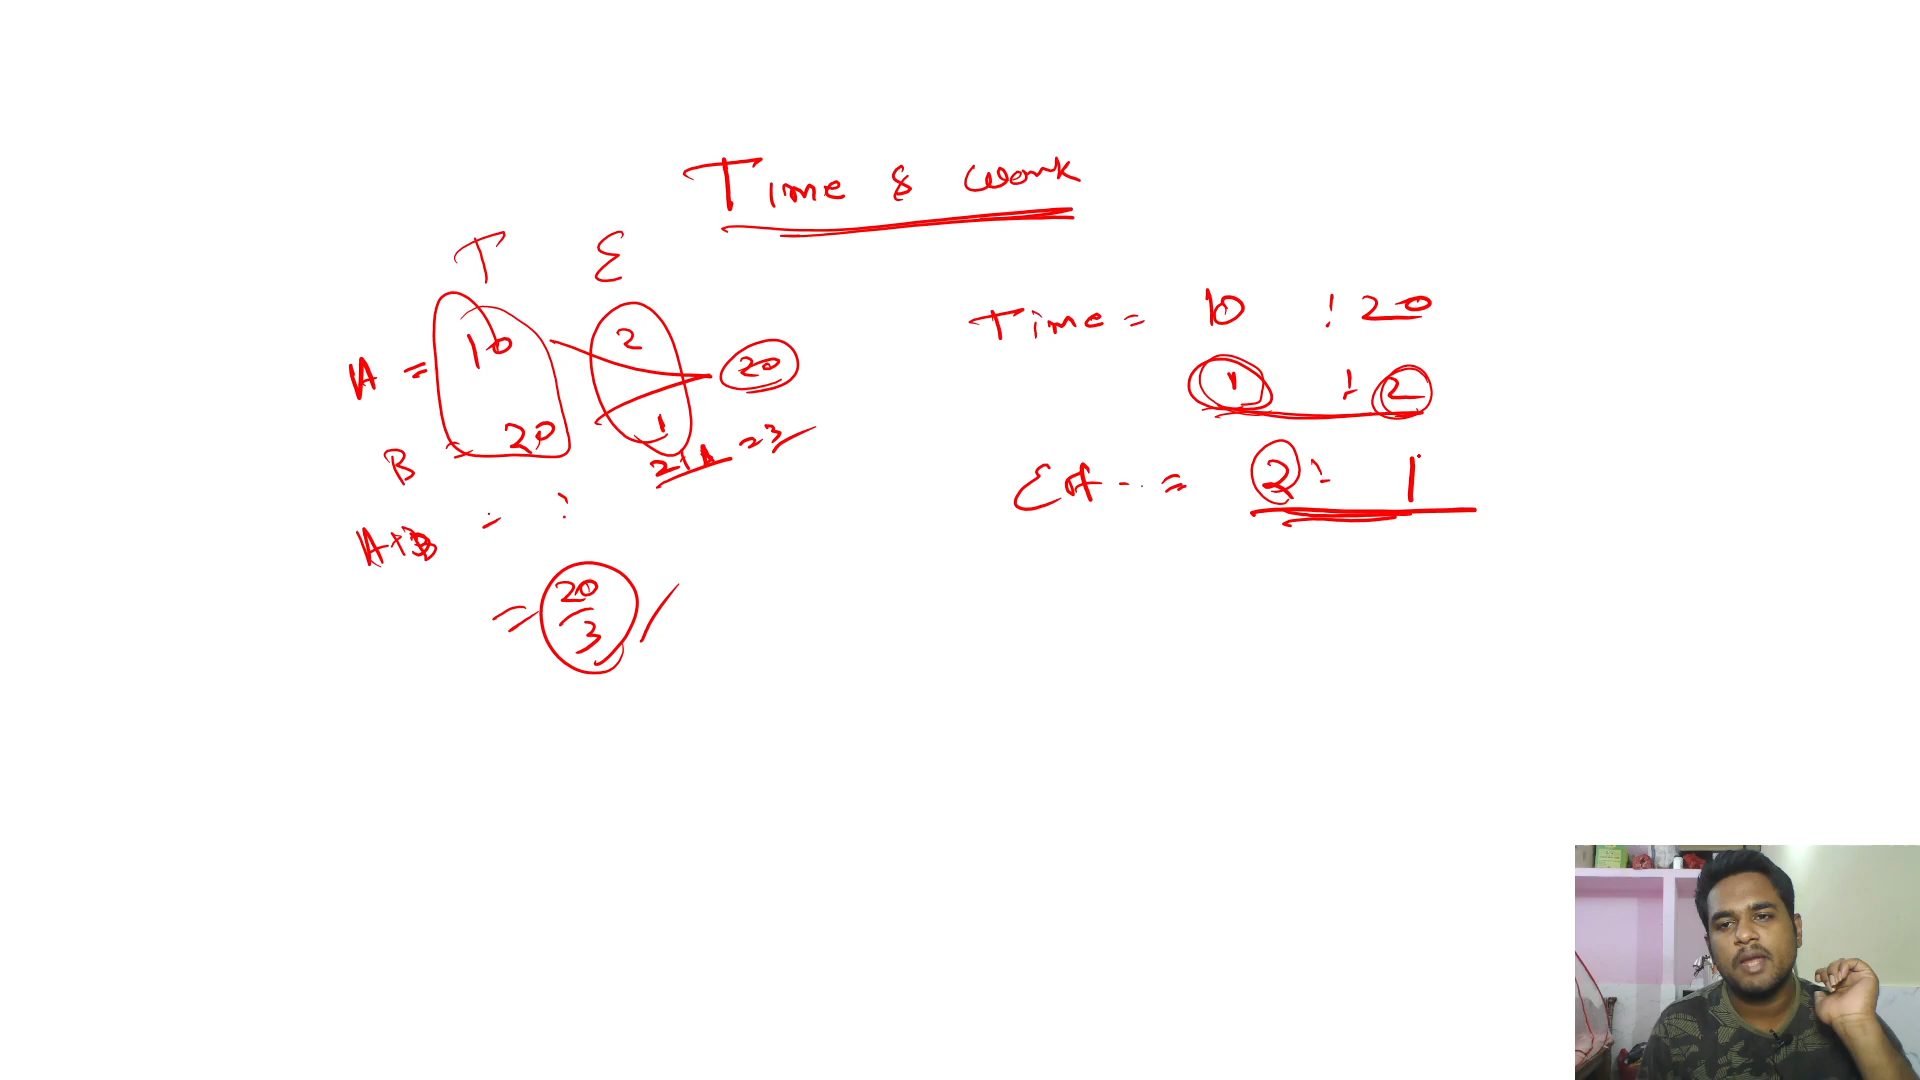 Time & work
T E
A = 10 2 20
B = 20 1
2+1 = 3
A+B = ?
= 20/3
Time = 10 : 20
1 : 2
Eff.. = 2 : 1